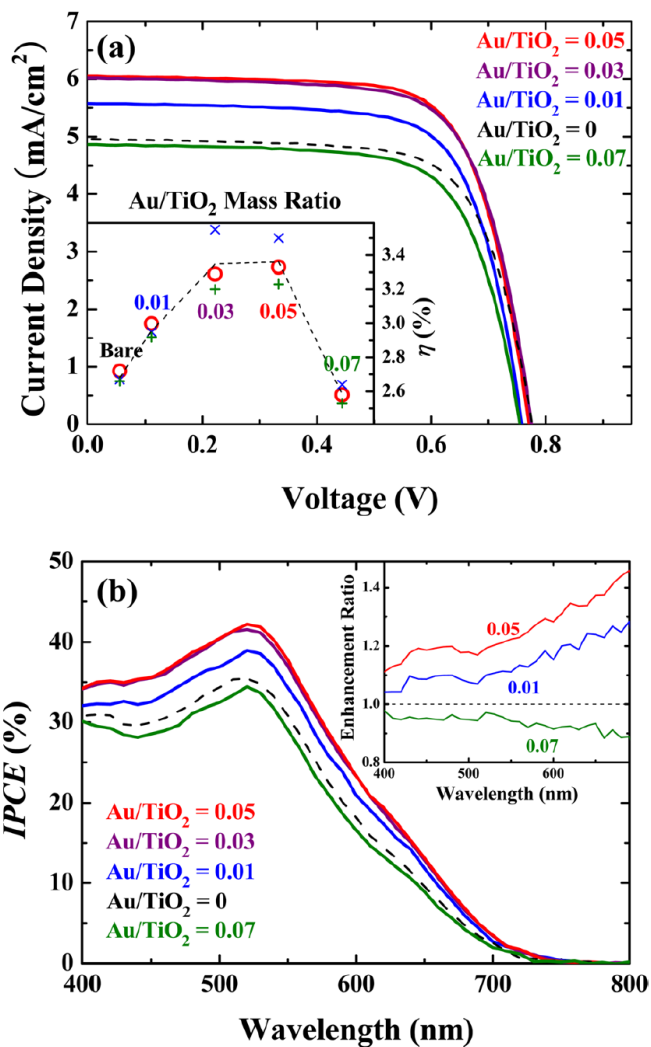 (a)
Au/TiO₂ = 0.05
Au/TiO₂ = 0.03
Au/TiO₂ = 0.01
Au/TiO₂ = 0
Au/TiO₂ = 0.07
7
6
5
4
3
2
1
0
Current Density (mA/cm²)
Au/TiO₂ Mass Ratio
Bare
0.01
0.03
0.05
0.07
3.4
3.2
3.0
2.8
2.6
2.4
η (%)
0.0 0.2 0.4 0.6 0.8
Voltage (V)
(b)
50
40
30
20
10
0
IPCE (%)
1.4
1.2
1.0
0.8
Enhancement Ratio
0.05
0.01
0.07
400 500 600
Wavelength (nm)
Au/TiO₂ = 0.05
Au/TiO₂ = 0.03
Au/TiO₂ = 0.01
Au/TiO₂ = 0
Au/TiO₂ = 0.07
400 500 600 700 800
Wavelength (nm)